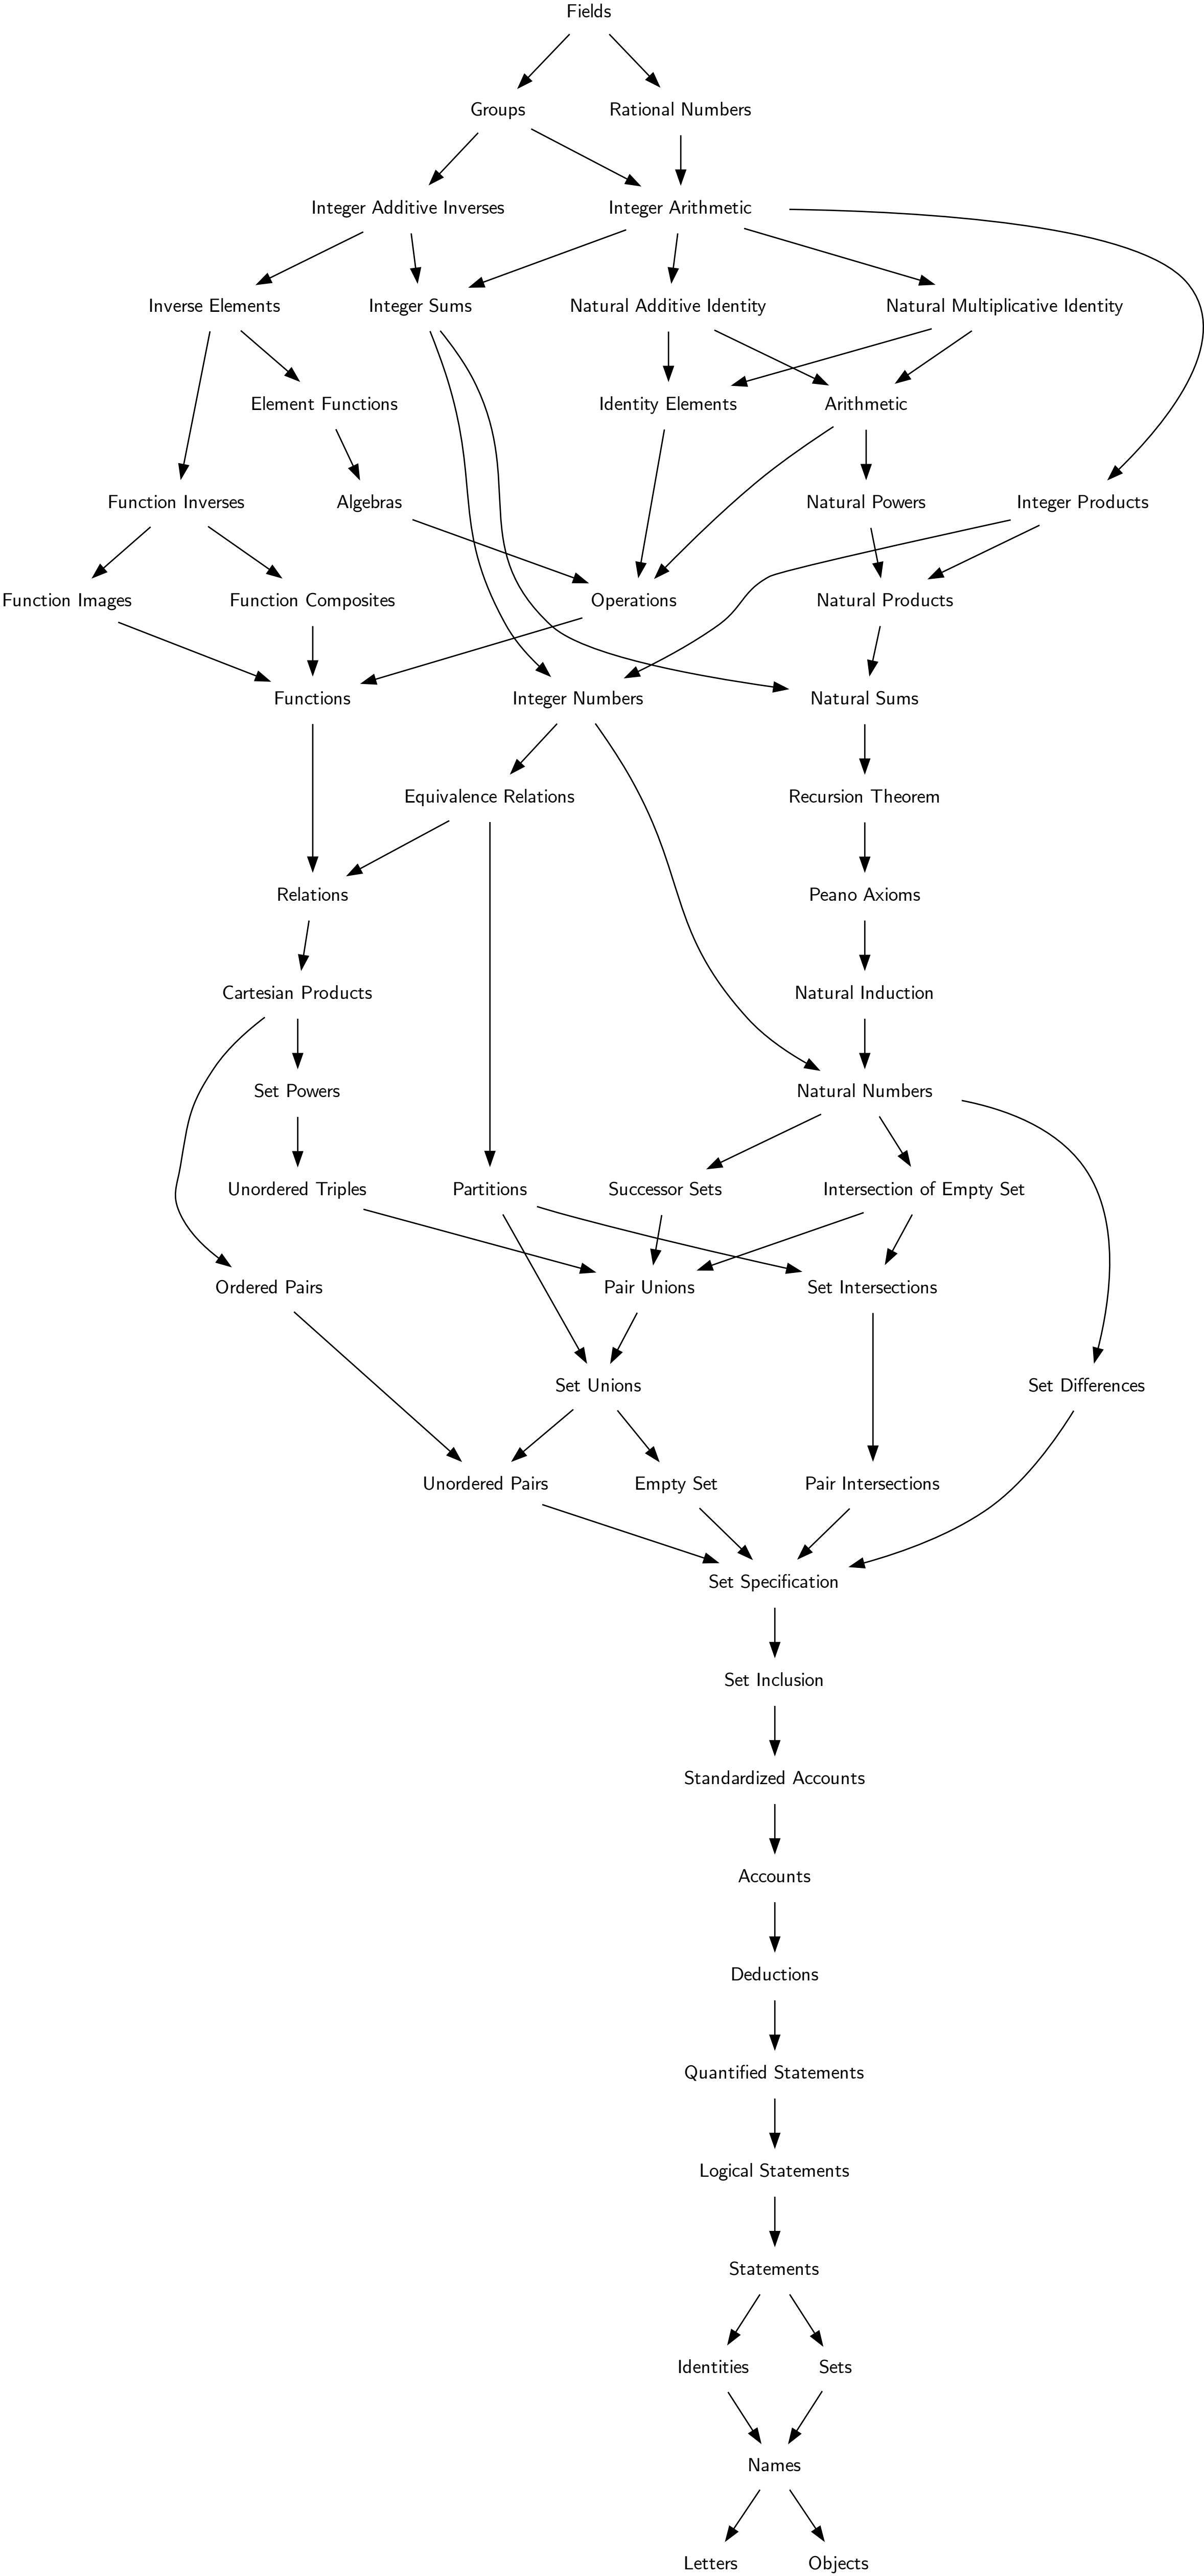 Fields
Groups
Rational Numbers
Integer Additive Inverses
Integer Arithmetic
Inverse Elements
Integer Sums
Natural Additive Identity
Natural Multiplicative Identity
Element Functions
Identity Elements
Arithmetic
Function Inverses
Algebras
Natural Powers
Integer Products
Function Images
Function Composites
Operations
Natural Products
Functions
Integer Numbers
Natural Sums
Equivalence Relations
Recursion Theorem
Relations
Peano Axioms
Cartesian Products
Natural Induction
Set Powers
Natural Numbers
Unordered Triples
Partitions
Successor Sets
Intersection of Empty Set
Ordered Pairs
Pair Unions
Set Intersections
Set Unions
Set Differences
Unordered Pairs
Empty Set
Pair Intersections
Set Specification
Set Inclusion
Standardized Accounts
Accounts
Deductions
Quantified Statements
Logical Statements
Statements
Identities
Sets
Names
Letters
Objects